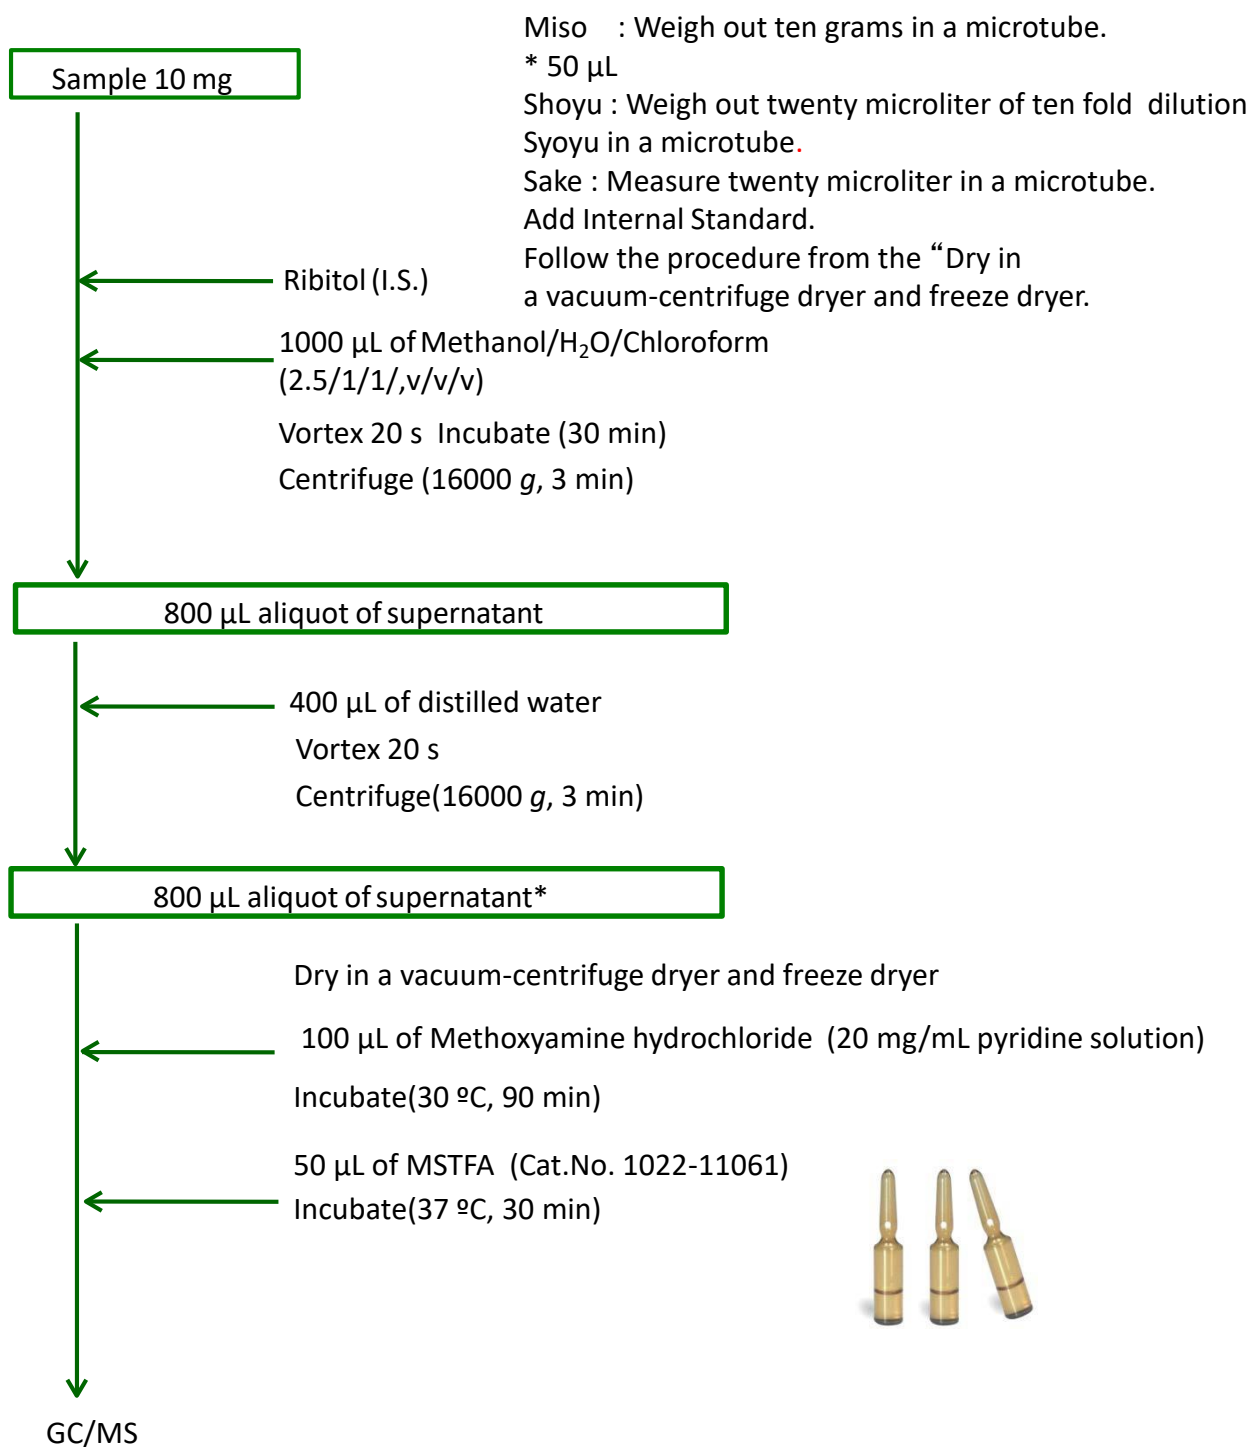 Miso : Weigh out ten grams in a microtube.
* 50 µL
Shoyu : Weigh out twenty microliter of ten fold dilution
Syoyu in a microtube.
Sake : Measure twenty microliter in a microtube.
Add Internal Standard.
Follow the procedure from the “Dry in
a vacuum-centrifuge dryer and freeze dryer.
Sample 10 mg
Ribitol (I.S.)
1000 µL of Methanol/H₂O/Chloroform
(2.5/1/1/,v/v/v)
Vortex 20 s Incubate (30 min)
Centrifuge (16000 g, 3 min)
800 µL aliquot of supernatant
400 µL of distilled water
Vortex 20 s
Centrifuge(16000 g, 3 min)
800 µL aliquot of supernatant*
Dry in a vacuum-centrifuge dryer and freeze dryer
100 µL of Methoxyamine hydrochloride (20 mg/mL pyridine solution)
Incubate(30 ºC, 90 min)
50 µL of MSTFA (Cat.No. 1022-11061)
Incubate(37 ºC, 30 min)
GC/MS